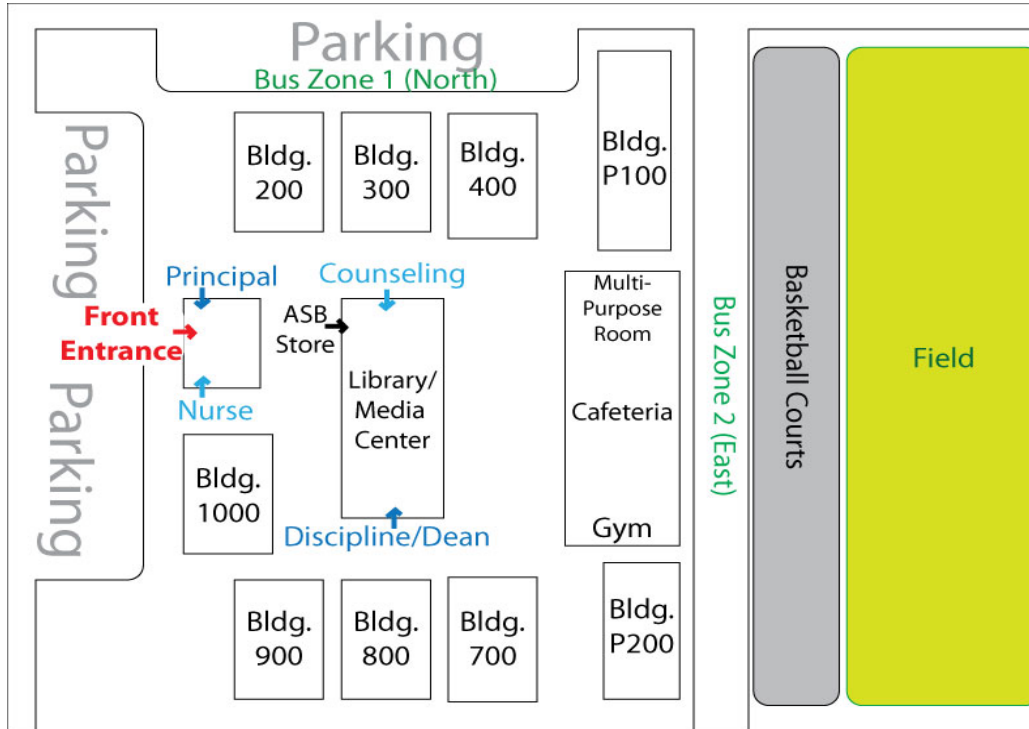 Parking
Bus Zone 1 (North)
Parking
Bldg.
200
Bldg.
300
Bldg.
400
Bldg.
P100
Principal
Counseling
Front
Entrance
ASB
Store
Multi-
Purpose
Room
Library/
Media
Center
Cafeteria
Bus Zone 2 (East)
Basketball Courts
Field
Nurse
Parking
Bldg.
1000
Discipline/Dean
Gym
Bldg.
900
Bldg.
800
Bldg.
700
Bldg.
P200